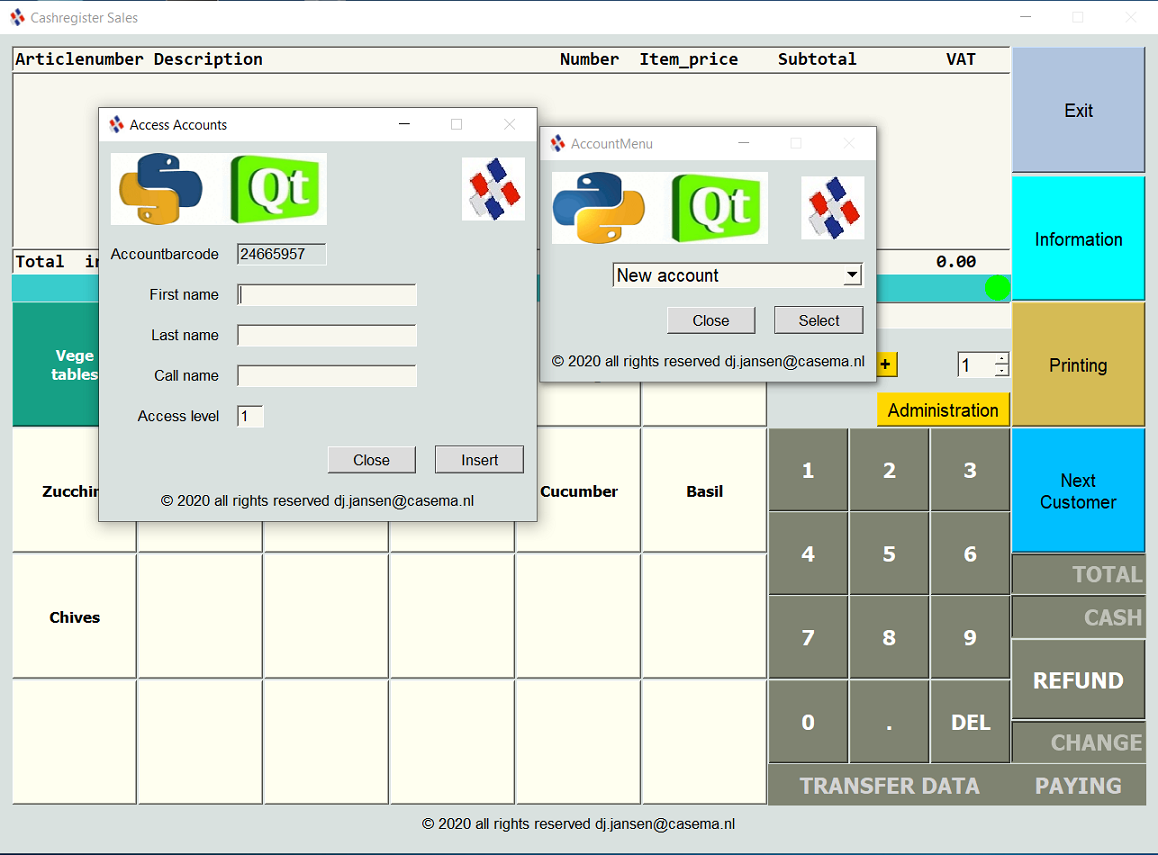 Cashregister Sales
Articlenumber Description Number Item_price Subtotal VAT
Exit
Access Accounts
Qt
Accountbarcode 24665957
First name
Last name
Call name
Access level 1
Close Insert
© 2020 all rights reserved dj.jansen@casema.nl
AccountMenu
Qt
New account
Close Select
© 2020 all rights reserved dj.jansen@casema.nl
Information
Total 0.00
Vege
tables
+ 1
Printing
Administration
Cucumber Basil
Chives
1 2 3
4 5 6
7 8 9
0 . DEL
Next
Customer
TOTAL
CASH
REFUND
CHANGE
TRANSFER DATA PAYING
© 2020 all rights reserved dj.jansen@casema.nl